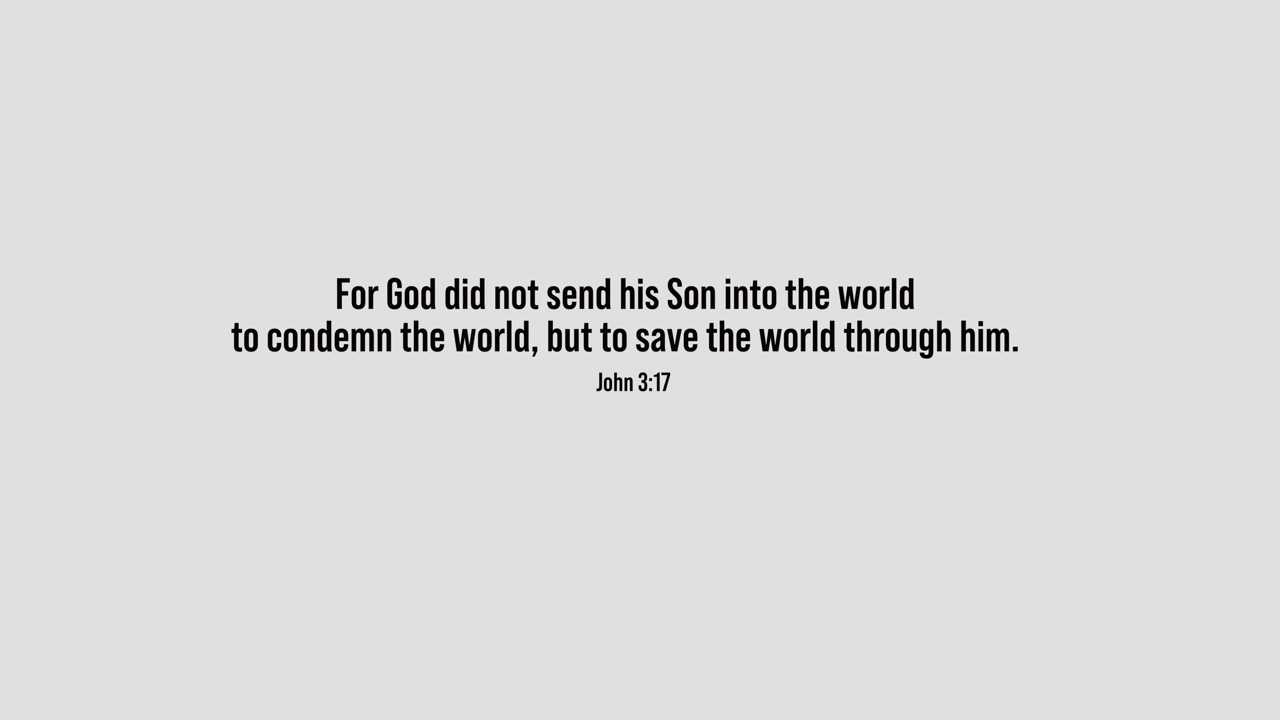 For God did not send his Son into the world
to condemn the world, but to save the world through him.
John 3:17